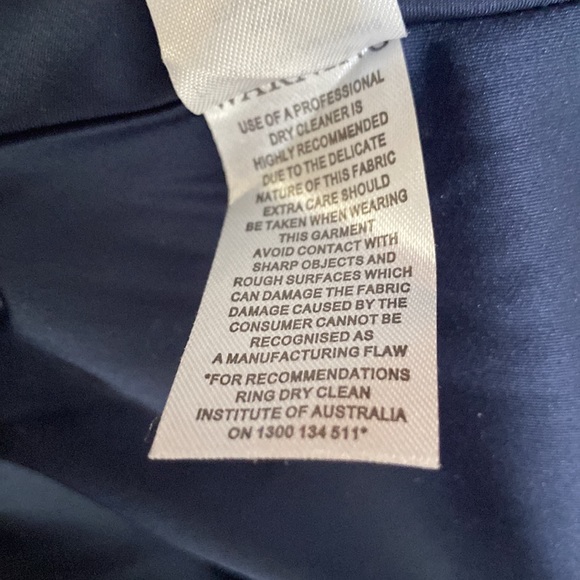 WARNING
USE OF A PROFESSIONAL
DRY CLEANER IS
HIGHLY RECOMMENDED
DUE TO THE DELICATE
NATURE OF THIS FABRIC
EXTRA CARE SHOULD
BE TAKEN WHEN WEARING
THIS GARMENT
AVOID CONTACT WITH
SHARP OBJECTS AND
ROUGH SURFACES WHICH
CAN DAMAGE THE FABRIC
DAMAGE CAUSED BY THE
CONSUMER CANNOT BE
RECOGNISED AS
A MANUFACTURING FLAW
*FOR RECOMMENDATIONS
RING DRY CLEAN
INSTITUTE OF AUSTRALIA
ON 1300 134 511*